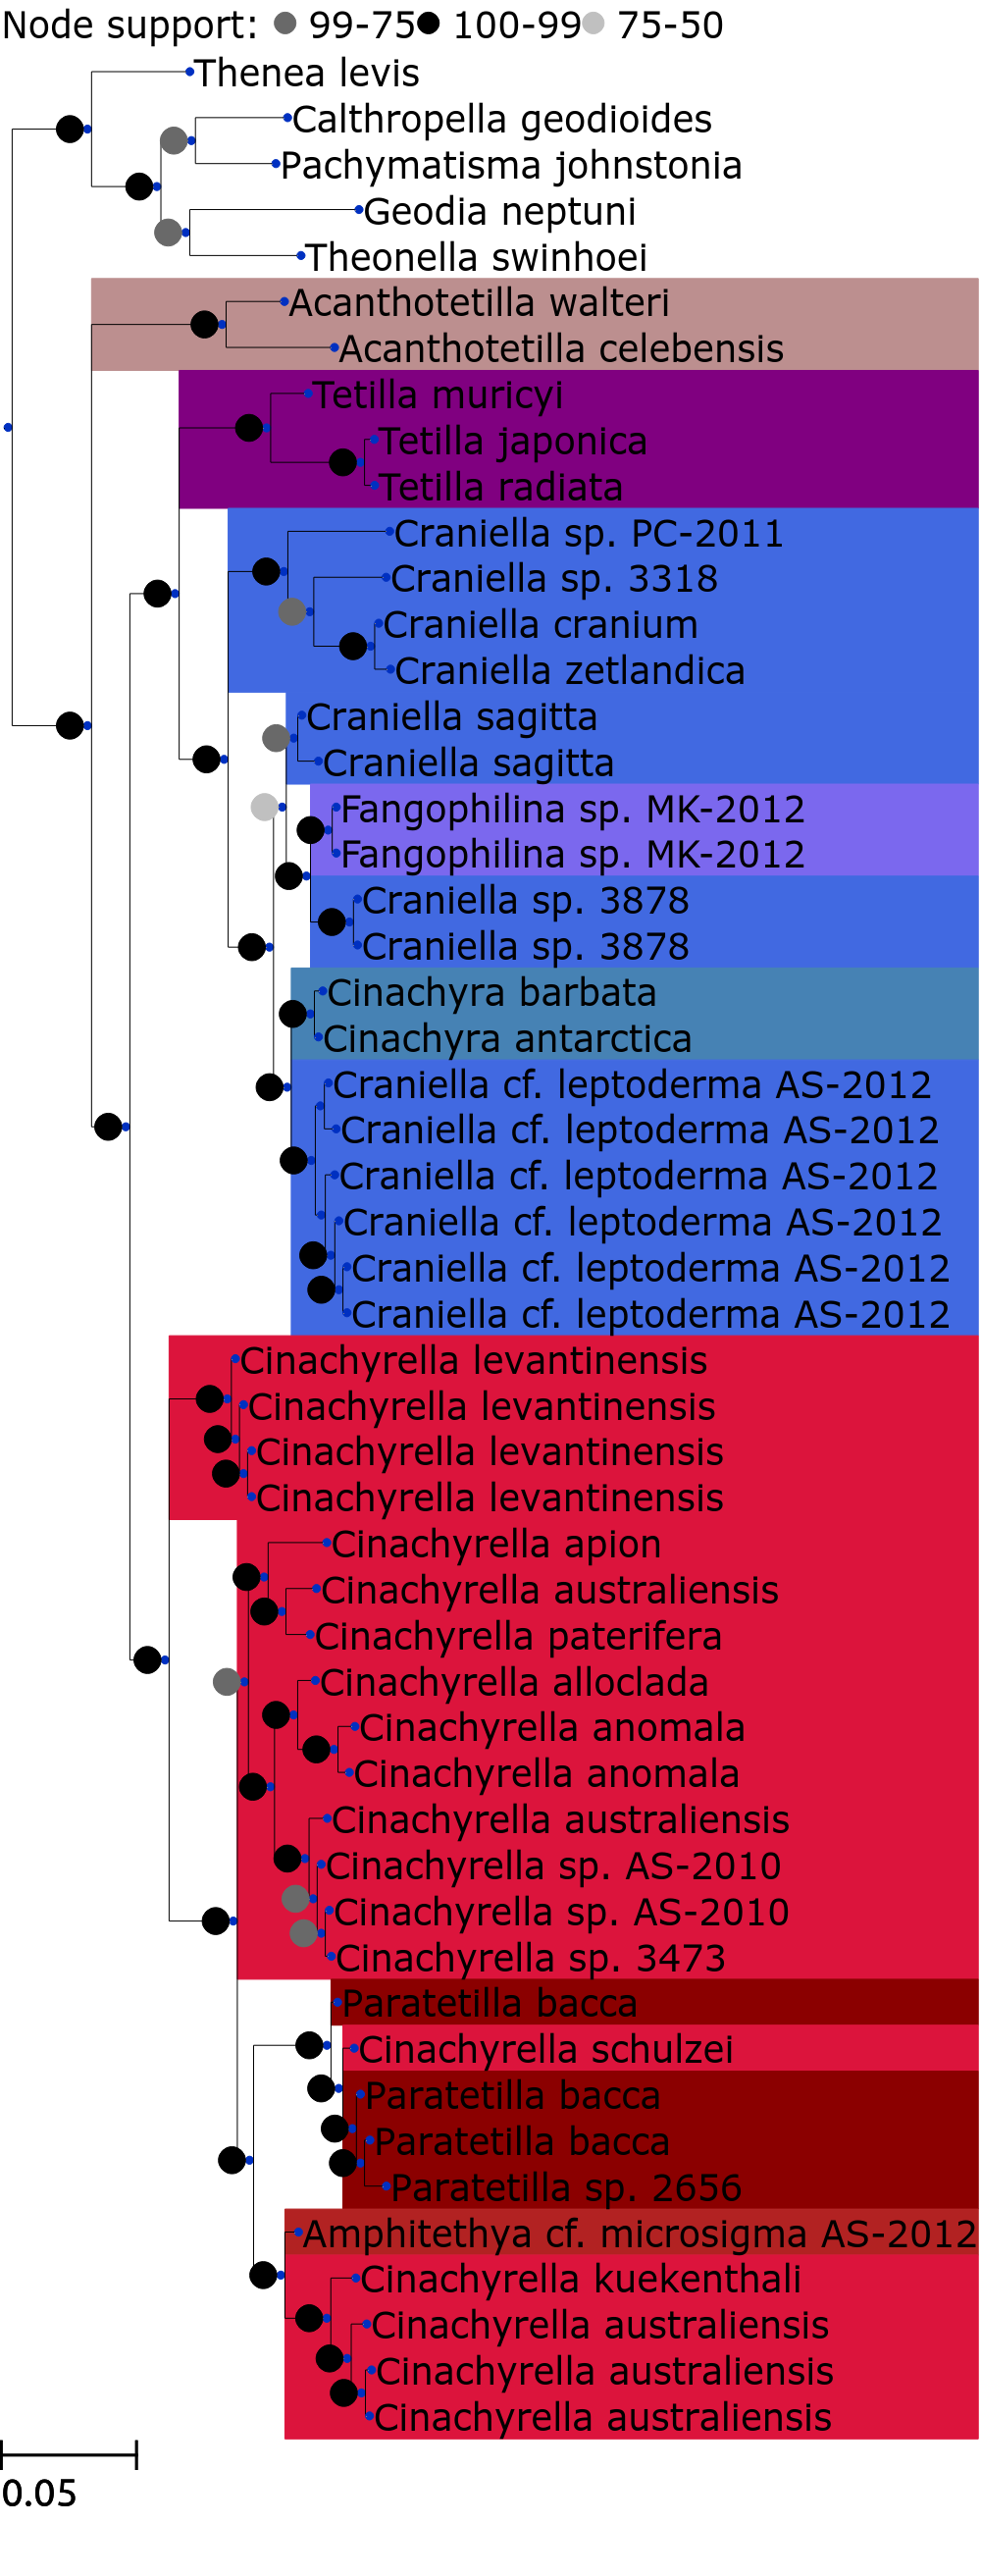 Node support: 99-75 100-99 75-50
Thenea levis
Calthropella geodioides
Pachymatisma johnstonia
Geodia neptuni
Theonella swinhoei
Acanthotetilla walteri
Acanthotetilla celebensis
Tetilla muricyi
Tetilla japonica
Tetilla radiata
Craniella sp. PC-2011
Craniella sp. 3318
Craniella cranium
Craniella zetlandica
Craniella sagitta
Craniella sagitta
Fangophilina sp. MK-2012
Fangophilina sp. MK-2012
Craniella sp. 3878
Craniella sp. 3878
Cinachyra barbata
Cinachyra antarctica
Craniella cf. leptoderma AS-2012
Craniella cf. leptoderma AS-2012
Craniella cf. leptoderma AS-2012
Craniella cf. leptoderma AS-2012
Craniella cf. leptoderma AS-2012
Craniella cf. leptoderma AS-2012
Cinachyrella levantinensis
Cinachyrella levantinensis
Cinachyrella levantinensis
Cinachyrella levantinensis
Cinachyrella apion
Cinachyrella australiensis
Cinachyrella paterifera
Cinachyrella alloclada
Cinachyrella anomala
Cinachyrella anomala
Cinachyrella australiensis
Cinachyrella sp. AS-2010
Cinachyrella sp. AS-2010
Cinachyrella sp. 3473
Paratetilla bacca
Cinachyrella schulzei
Paratetilla bacca
Paratetilla bacca
Paratetilla sp. 2656
Amphitethya cf. microsigma AS-2012
Cinachyrella kuekenthali
Cinachyrella australiensis
Cinachyrella australiensis
Cinachyrella australiensis
0.05